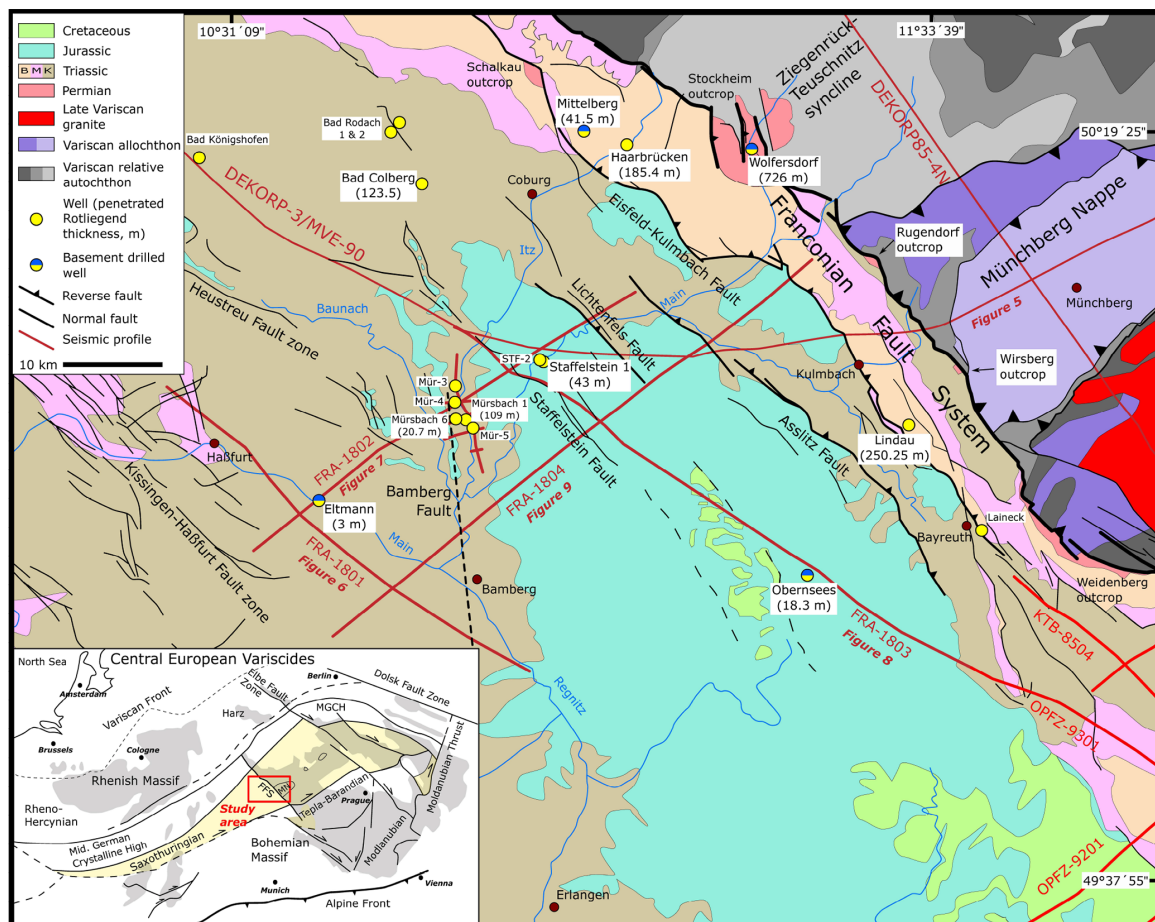 Cretaceous
Jurassic
B M K
Triassic
Permian
Late Variscan
granite
Variscan allochthon
Variscan relative
autochthon
Well (penetrated
Rotliegend
thickness, m)
Basement drilled
well
Reverse fault
Normal fault
Seismic profile
10 km
10°31´09"
11°33´39"
50°19´25"
49°37´55"
Schalkau
outcrop
Stockheim
outcrop
Ziegenrück-
Teuschnitz
syncline
DEKORP85-4N
Mittelberg
(41.5 m)
Haarbrücken
(185.4 m)
Wolfersdorf
(726 m)
Bad Rodach
1 & 2
Bad Königshofen
Bad Colberg
(123.5)
Coburg
DEKORP-3/MVE-90
Itz
Eisfeld-Kulmbach Fault
Franconian
Fault
System
Rugendorf
outcrop
Münchberg Nappe
Münchberg
Figure 5
Wirsberg
outcrop
Heustreu Fault zone
Baunach
Lichtenfels Fault
Main
Kulmbach
STF-2
Staffelstein 1
(43 m)
Mür-3
Mür-4
Mürsbach 1
(109 m)
Mürsbach 6
(20.7 m)
Mür-5
Staffelstein Fault
Asslitz Fault
Lindau
(250.25 m)
Haßfurt
FRA-1802
Figure 7
Bamberg
Fault
FRA-1804
Figure 9
Kissingen-Haßfurt Fault zone
Eltmann
(3 m)
Main
FRA-1801
Figure 6
Bamberg
Bayreuth
Laineck
Weidenberg
outcrop
Obernsees
(18.3 m)
FRA-1803
Figure 8
KTB-8504
OPFZ-9301
OPFZ-9201
Regnitz
Erlangen
Central European Variscides
North Sea
Amsterdam
Variscan Front
Brussels
Cologne
Rhenish Massif
Rheno-
Hercynian
Harz
Elbe Fault
Zone
Berlin
Dolsk Fault Zone
MGCH
Moldanubian Thrust
FFS
MN
Study
area
Tepla-Barandian
Prague
Mid. German
Crystalline High
Saxothuringian
Bohemian
Massif
Modlanubian
Munich
Vienna
Alpine Front